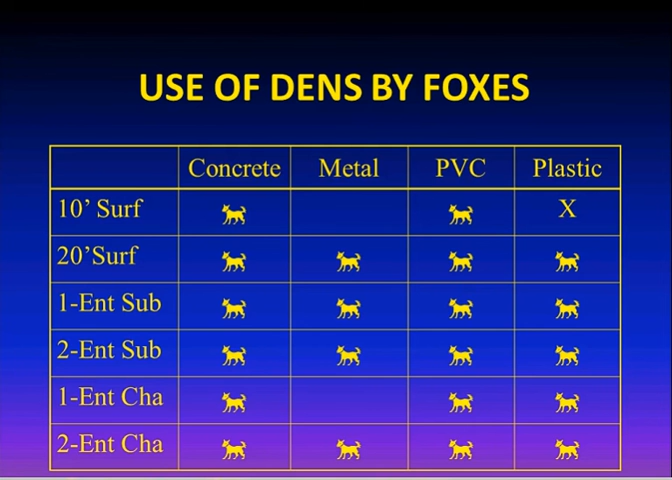 USE OF DENS BY FOXES
Concrete Metal PVC Plastic
10’ Surf X
20’Surf
1-Ent Sub
2-Ent Sub
1-Ent Cha
2-Ent Cha